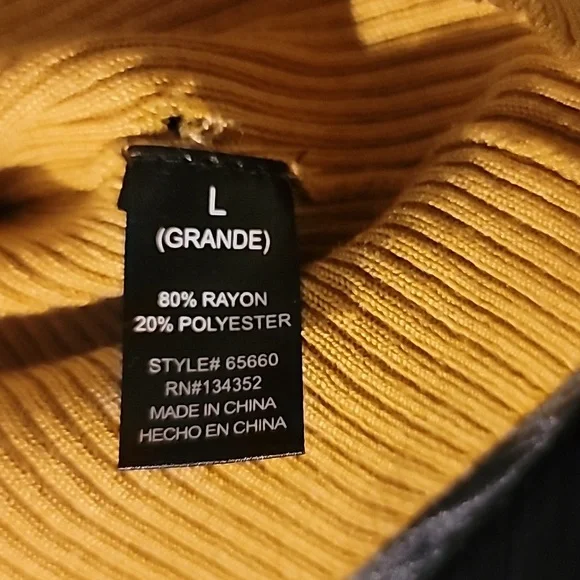 L
(GRANDE)
80% RAYON
20% POLYESTER
STYLE# 65660
RN#134352
MADE IN CHINA
HECHO EN CHINA